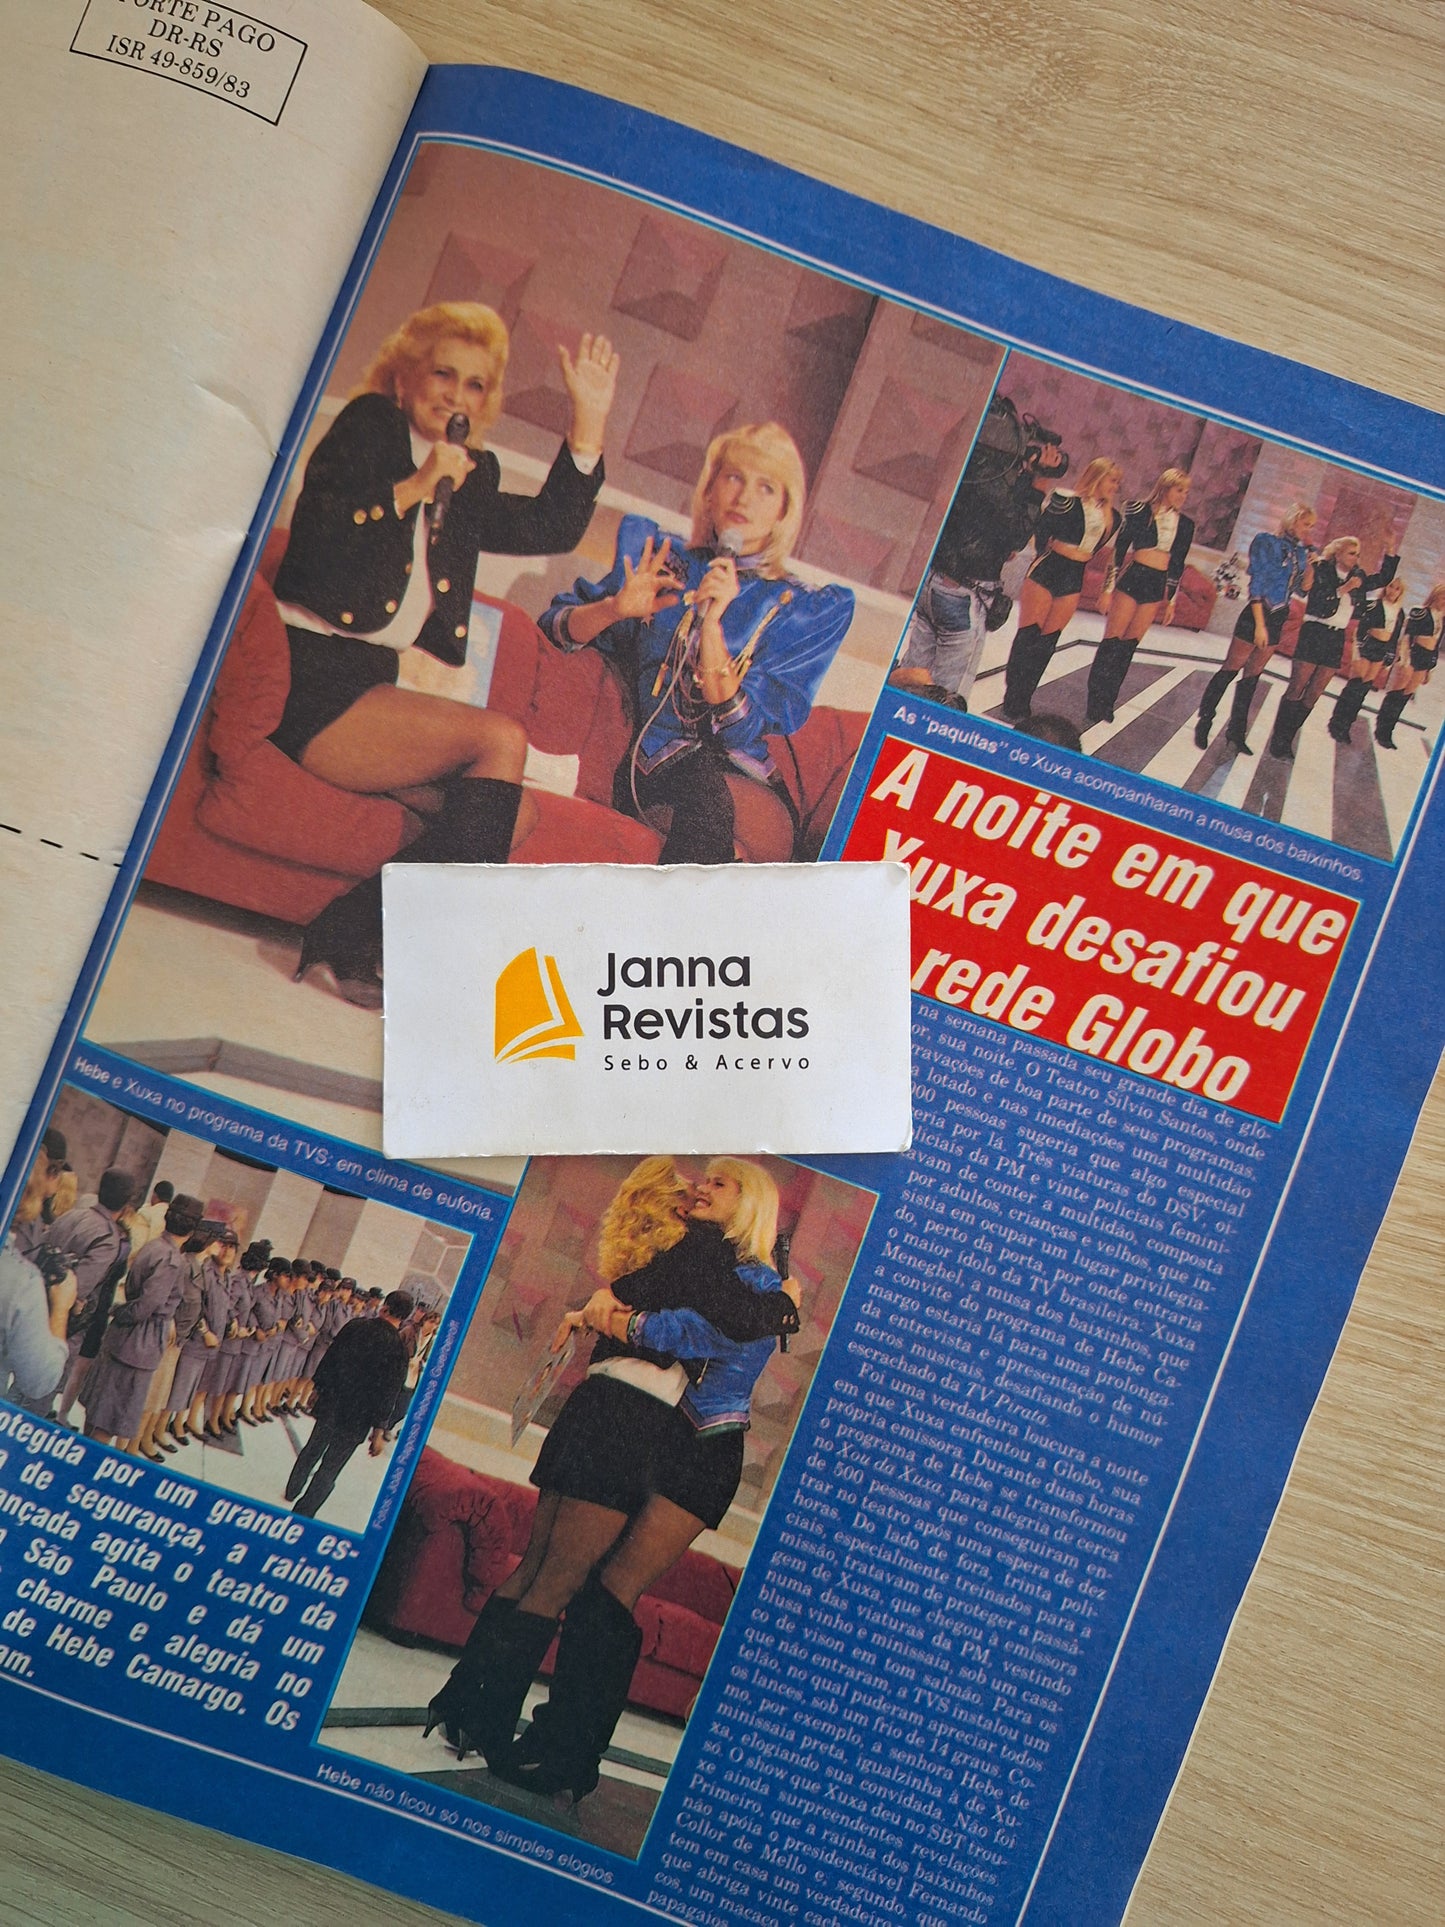 PORTE PAGO
DR-RS
ISR 49-859/83
As "paquitas" de Xuxa acompanharam a musa dos baixinhos.
A noite em que
Xuxa desafiou
rede Globo
Janna
Revistas
Sebo & Acervo
Hebe e Xuxa no programa da TVS: em clima de euforia.
otegida por um grande es-
de segurança, a rainha
ançada agita o teatro da
São Paulo e dá um
charme e alegria no
de Hebe Camargo. Os
am.
Hebe não ficou só nos simples elogios.
na semana passada seu grande dia de gló-
or, sua noite. O Teatro Silvio Santos, onde
gravações de boa parte de seus programas,
a lotado e nas imediações uma multidão
000 pessoas sugeria que algo especial
eria por lá. Três viaturas do DSV, oi-
iciais da PM e vinte policiais femini-
avam de conter a multidão, composta
por adultos, crianças e velhos, que in-
sistia em ocupar um lugar privilegia-
do, perto da porta, por onde entraria
o maior ídolo da TV brasileira: Xuxa
Meneghel, a musa dos baixinhos, que
a convite do programa de Hebe Ca-
margo estaria lá para uma prolonga-
da entrevista e apresentação de nú-
meros musicais, desafiando o humor
escrachado da TV Pirata.
Foi uma verdadeira loucura a noite
em que Xuxa enfrentou a Globo, sua
própria emissora. Durante duas horas
o programa de Hebe se transformou
no Xou da Xuxa, para alegria de cerca
de 500 pessoas que conseguiram en-
trar no teatro após uma espera de dez
horas. Do lado de fora, trinta poli-
ciais, especialmente treinados para a
missão, tratavam de proteger a passa-
gem de Xuxa, que chegou à emissora
numa das viaturas da PM, vestindo
blusa vinho e minissaia, sob um casa-
co de vison em tom salmão. Para os
que não entraram, a TVS instalou um
telão, no qual puderam apreciar todos
os lances, sob um frio de 14 graus. Co-
mo, por exemplo, a senhora Hebe de
minissaia preta, igualzinha à de Xu-
xa, elogiando sua convidada. Não foi
só. O show que Xuxa deu no SBT trou-
xe ainda surpreendentes revelações.
Primeiro, que a rainha dos baixinhos
não apóia o presidenciável Fernando
Collor de Mello e, segundo, que
tem em casa um verdadeiro
que abriga vinte cach
cos, um macaco
papagaios